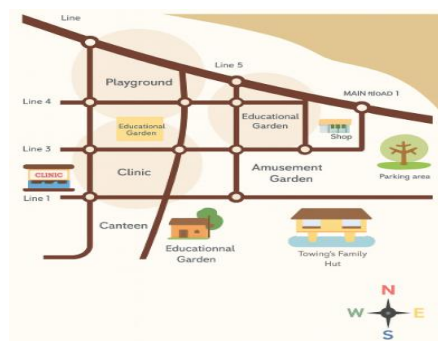 Line
Line 5
Playground
MAIN ROAD 1
Line 4
Educational
Garden
Educational
Garden
Shop
Line 3
CLINIC
Clinic
Amusement
Garden
Parking area
Line 1
Canteen
Educationnal
Garden
Towing's Family
Hut
N
W
E
S